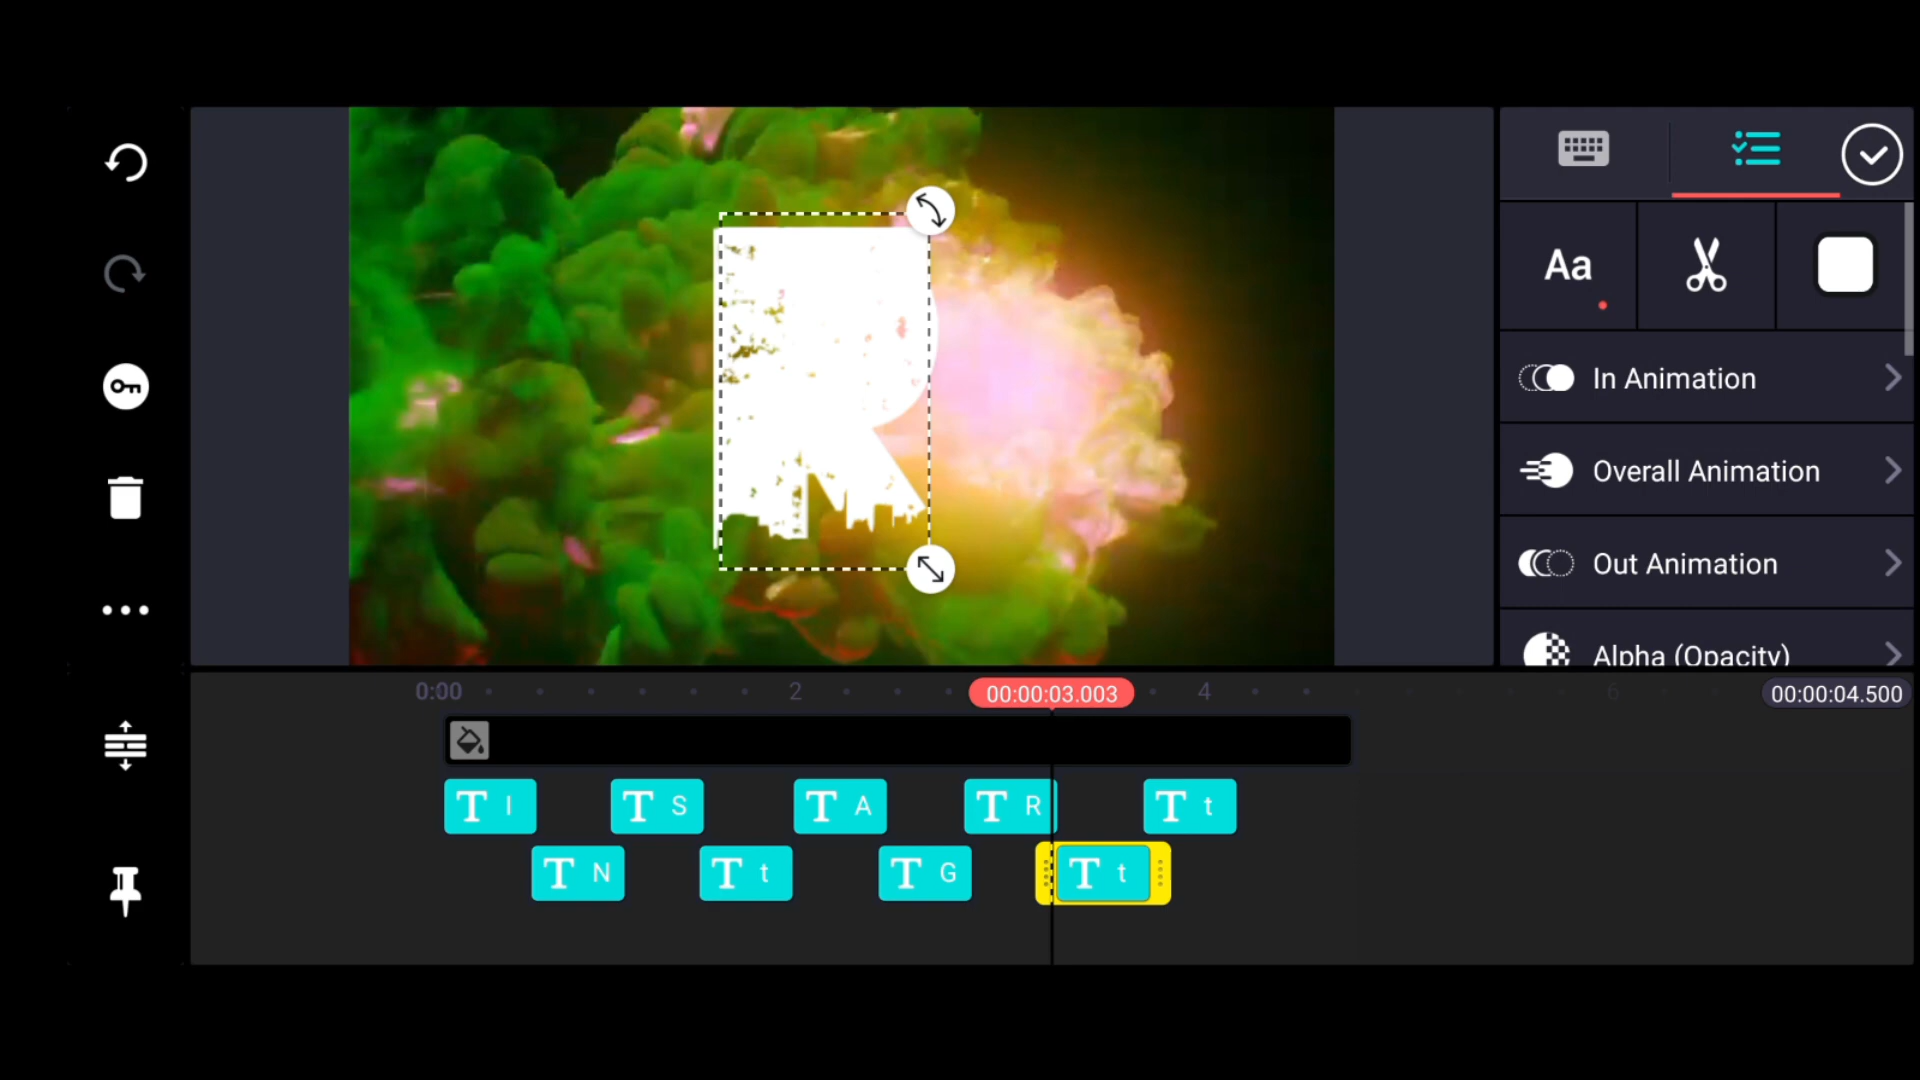 R
Aa
In Animation
Overall Animation
Out Animation
Alpha (Opacity)
0:00
2
00:00:03.003
4
6
00:00:04.500
T I
T S
T A
T R
T t
T N
T t
T G
T t